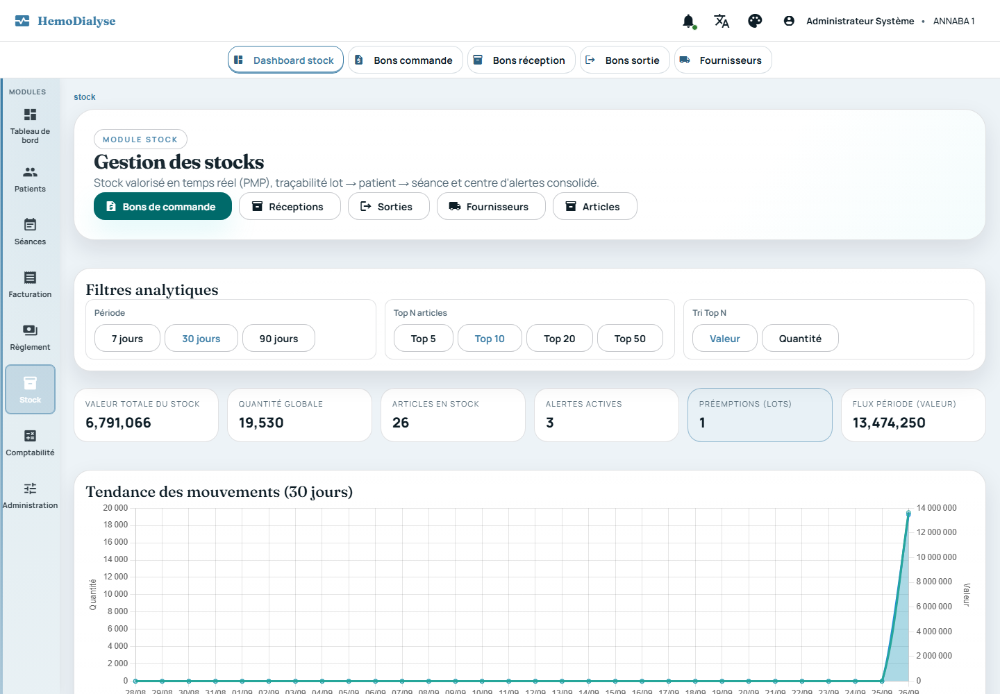 HemoDialyse
Administrateur Système • ANNABA 1
Dashboard stock
Bons commande
Bons réception
Bons sortie
Fournisseurs
MODULES
Tableau de
bord
Patients
Séances
Facturation
Règlement
Stock
Comptabilité
Administration
stock
MODULE STOCK
Gestion des stocks
Stock valorisé en temps réel (PMP), traçabilité lot → patient → séance et centre d'alertes consolidé.
Bons de commande
Réceptions
Sorties
Fournisseurs
Articles
Filtres analytiques
Période
7 jours
30 jours
90 jours
Top N articles
Top 5
Top 10
Top 20
Top 50
Tri Top N
Valeur
Quantité
VALEUR TOTALE DU STOCK
6,791,066
QUANTITÉ GLOBALE
19,530
ARTICLES EN STOCK
26
ALERTES ACTIVES
3
PRÉEMPTIONS (LOTS)
1
FLUX PÉRIODE (VALEUR)
13,474,250
Tendance des mouvements (30 jours)
Quantité
20 000
18 000
16 000
14 000
12 000
10 000
8 000
6 000
4 000
2 000
0
14 000 000
12 000 000
10 000 000
8 000 000
6 000 000
4 000 000
2 000 000
0
Valeur
28/08 29/08 30/08 31/08 01/09 02/09 03/09 04/09 05/09 06/09 07/09 08/09 09/09 10/09 11/09 12/09 13/09 14/09 15/09 16/09 17/09 18/09 19/09 20/09 21/09 22/09 23/09 24/09 25/09 26/09